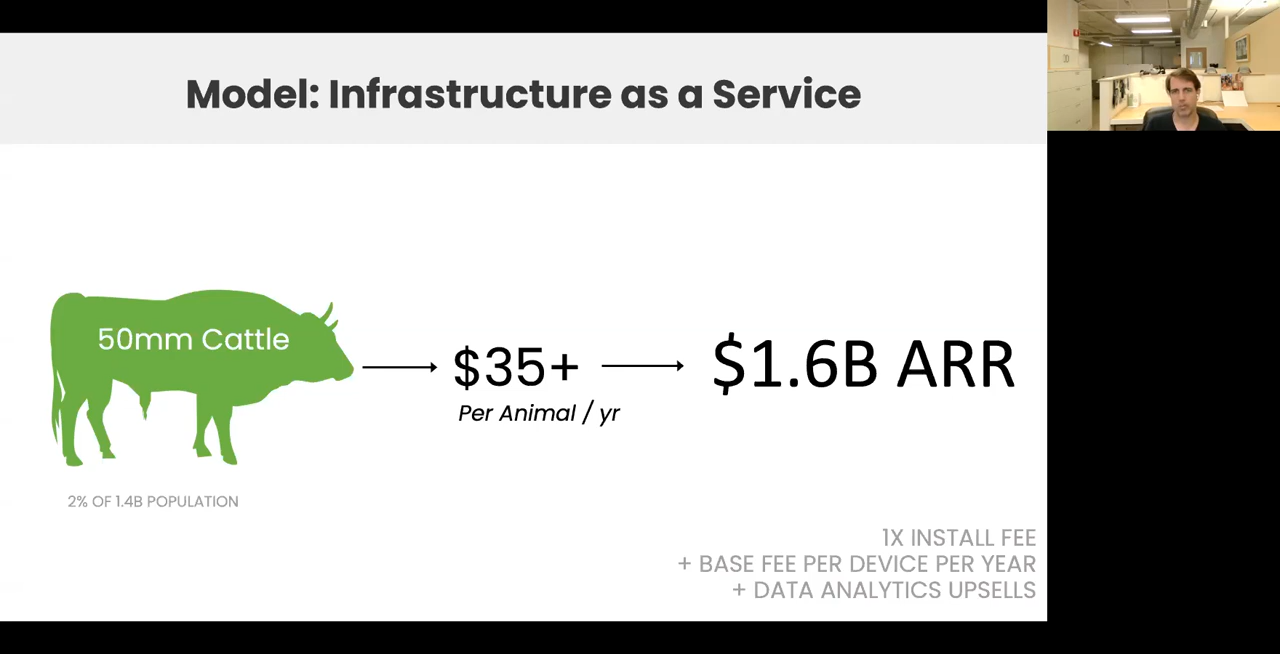 Model: Infrastructure as a Service
50mm Cattle
$35+
Per Animal / yr
$1.6B ARR
2% OF 1.4B POPULATION
1X INSTALL FEE
+ BASE FEE PER DEVICE PER YEAR
+ DATA ANALYTICS UPSELLS